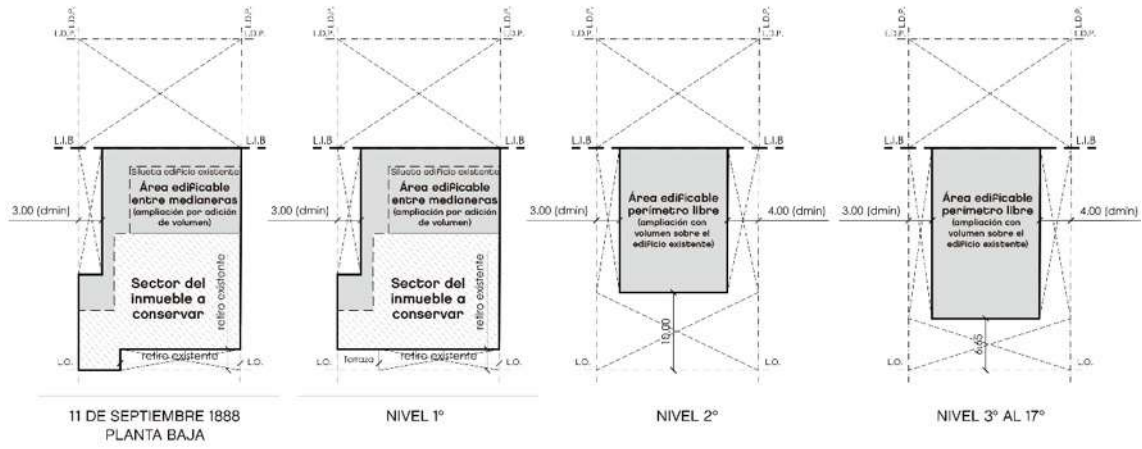 L.D.P. L.D.P.
L.I.B L.I.B
Silueta edificio existente
Área edificable
entre medianeras
(ampliación por adición
de volumen)
3.00 (dmin)
Sector del
inmueble a
conservar
retiro existente
retiro existente
L.O. L.O.
11 DE SEPTIEMBRE 1888
PLANTA BAJA
L.D.P. L.D.P.
L.I.B L.I.B
Silueta edificio existente
Área edificable
entre medianeras
(ampliación por adición
de volumen)
3.00 (dmin)
Sector del
inmueble a
conservar
retiro existente
Terraza
retiro existente
L.O. L.O.
NIVEL 1°
L.D.P. L.D.P.
L.I.B L.I.B
Área edificable
perímetro libre
(ampliación con
volumen sobre el
edificio existente)
3.00 (dmin) 4.00 (dmin)
10.00
L.O. L.O.
NIVEL 2°
L.D.P. L.D.P.
L.I.B L.I.B
Área edificable
perímetro libre
(ampliación con
volumen sobre el
edificio existente)
3.00 (dmin) 4.00 (dmin)
6.65
L.O. L.O.
NIVEL 3° AL 17°